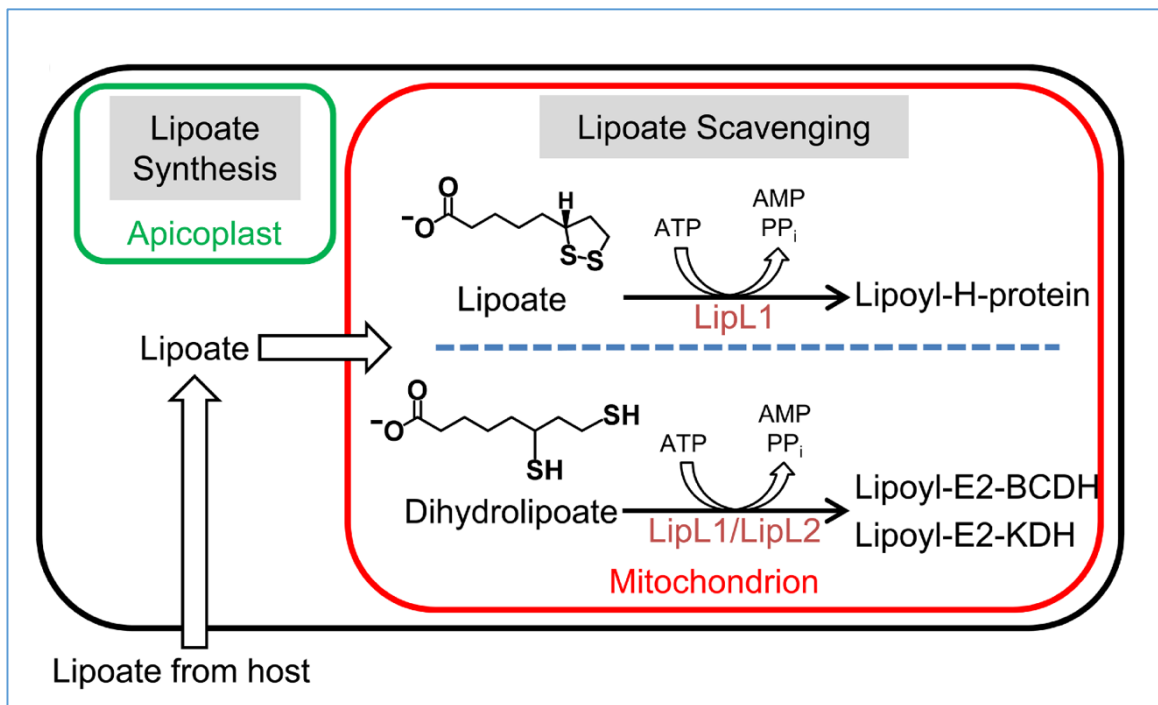 Lipoate
Synthesis
Apicoplast
Lipoate Scavenging
O
⁻O
H
S-S
Lipoate
ATP
AMP
PPi
LipL1
Lipoyl-H-protein
Lipoate
O
⁻O
SH
SH
Dihydrolipoate
ATP
AMP
PPi
LipL1/LipL2
Lipoyl-E2-BCDH
Lipoyl-E2-KDH
Mitochondrion
Lipoate from host